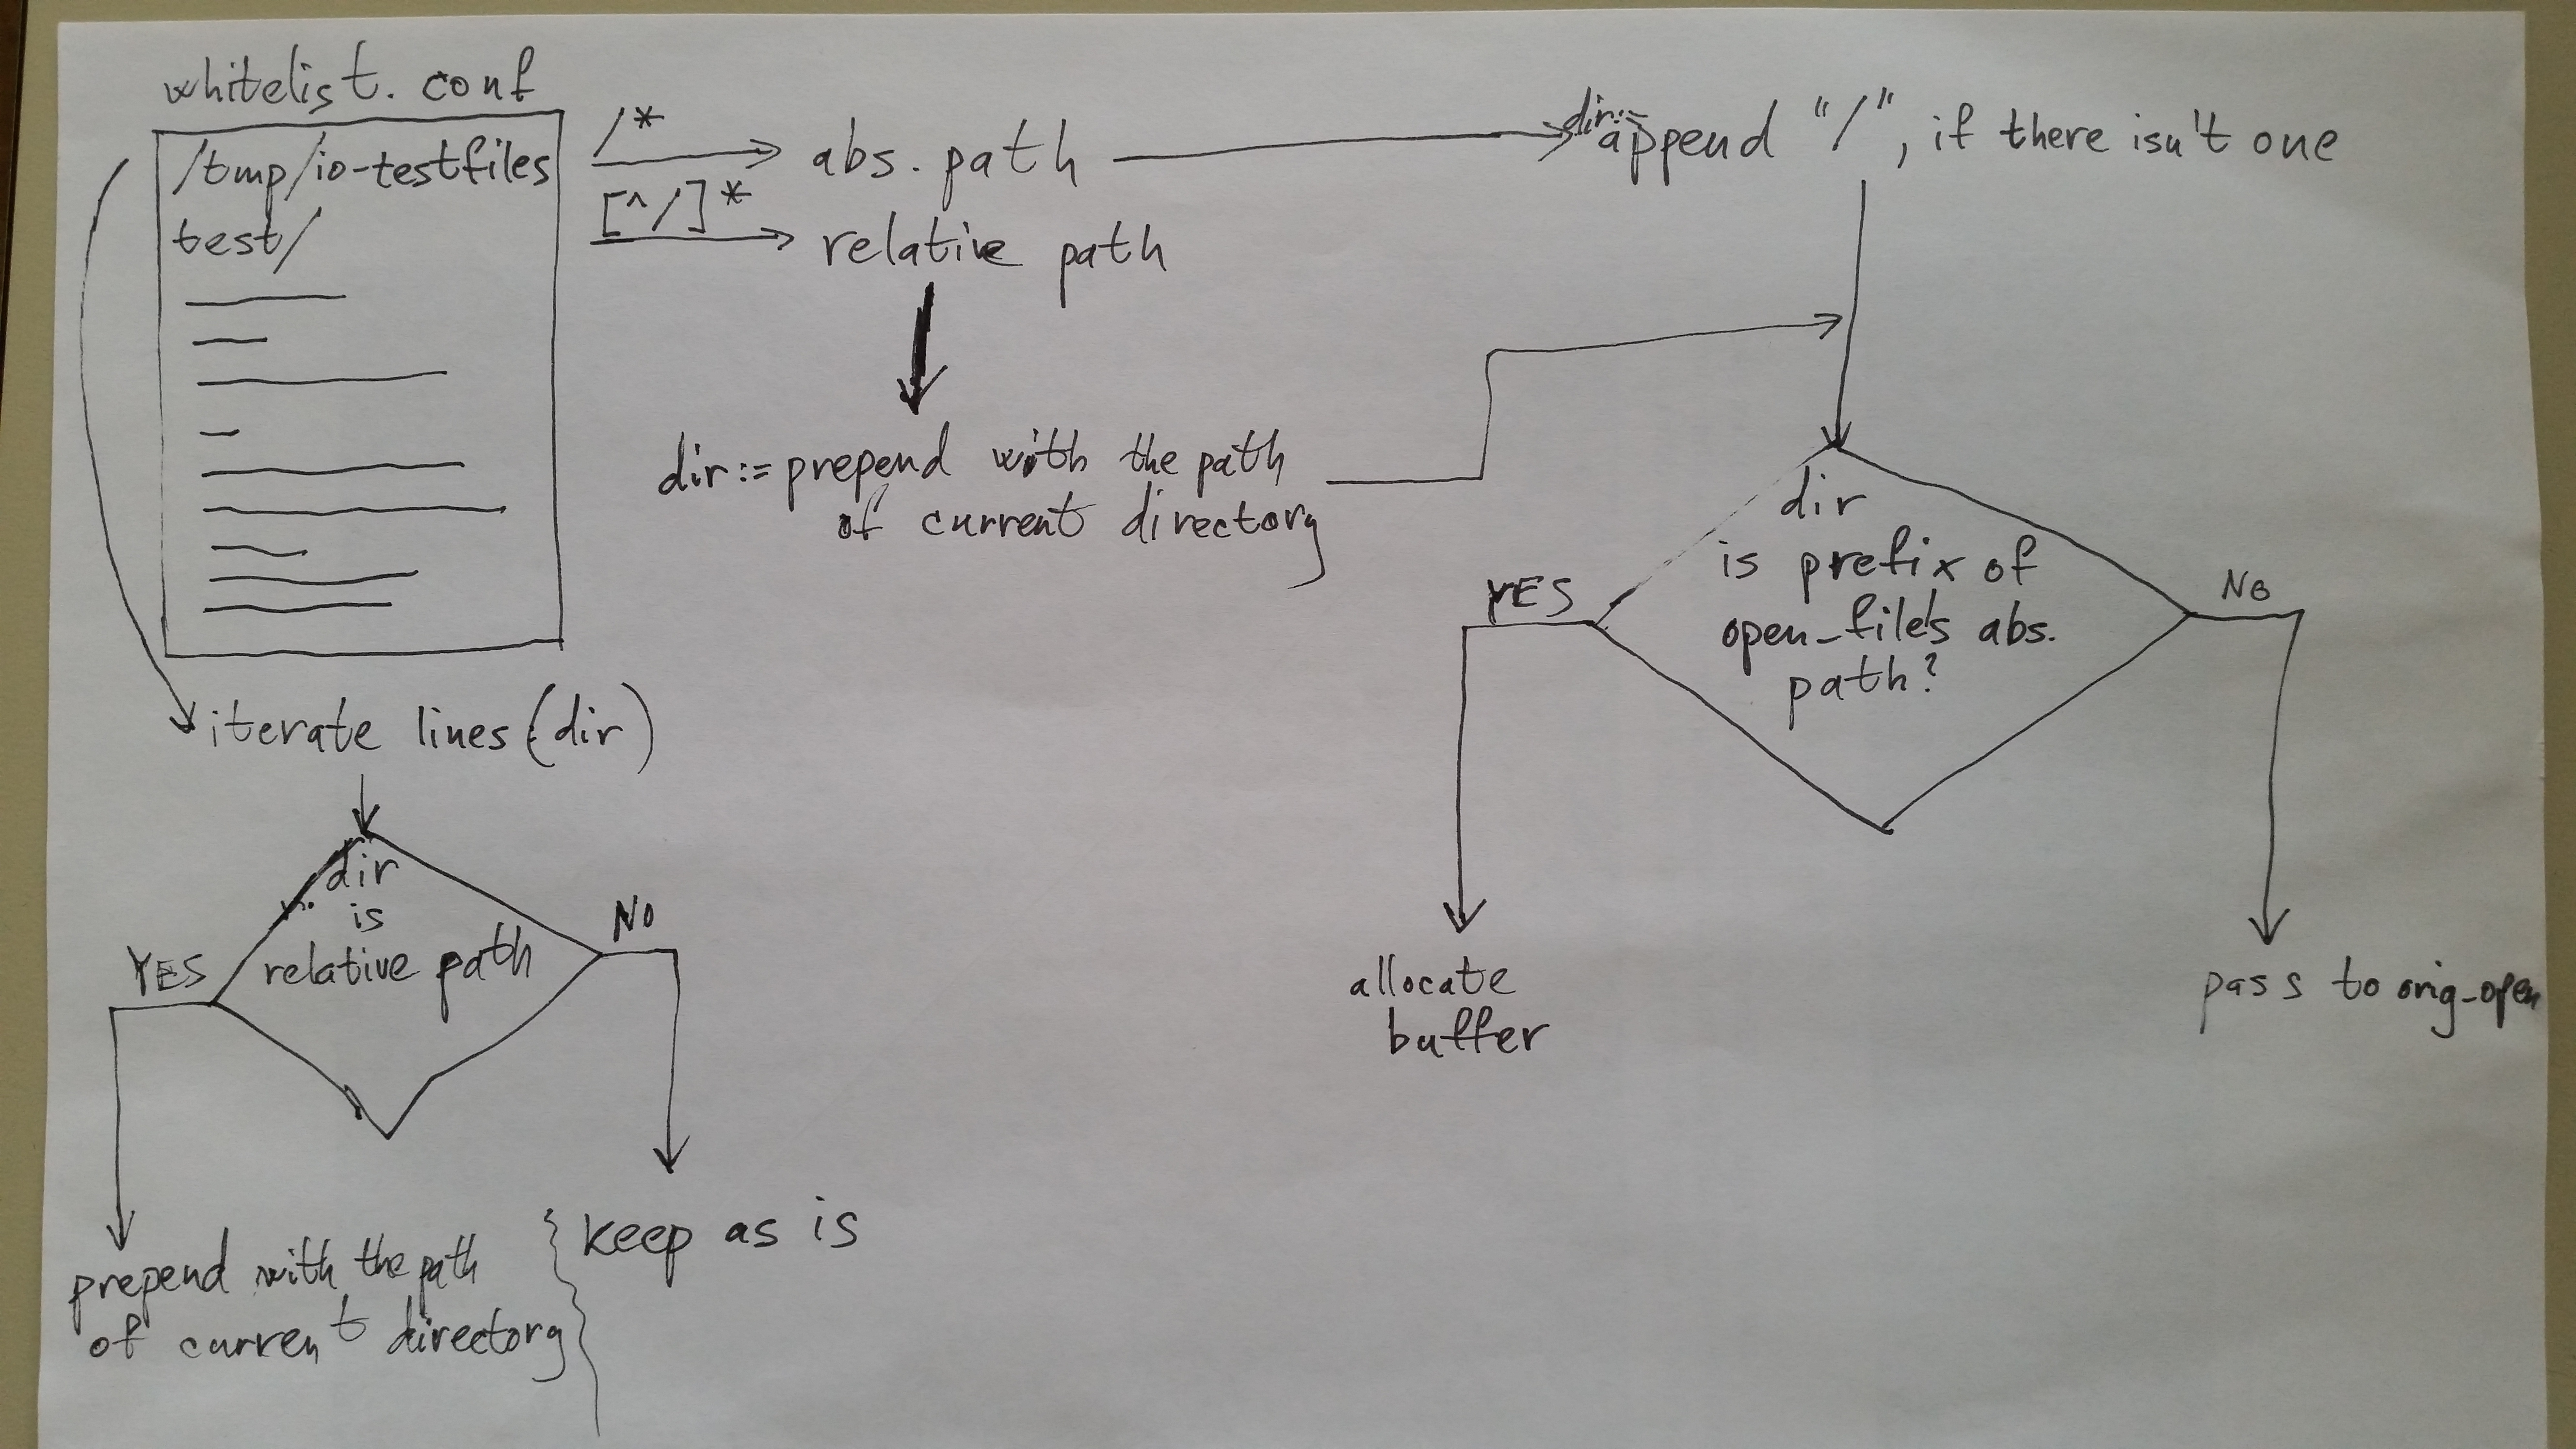 whitelist. conf
/tmp/io-testfiles
test/
/*
abs. path
[^/]*
relative path
dir:=
append "/", if there isn't one
dir:= prepend with the path
of current directory
dir
is prefix of
open_file's abs.
path?
YES
NO
allocate
buffer
pass to orig_open
iterate lines (dir)
dir
is
relative path
YES
NO
prepend with the path
of current directory
keep as is